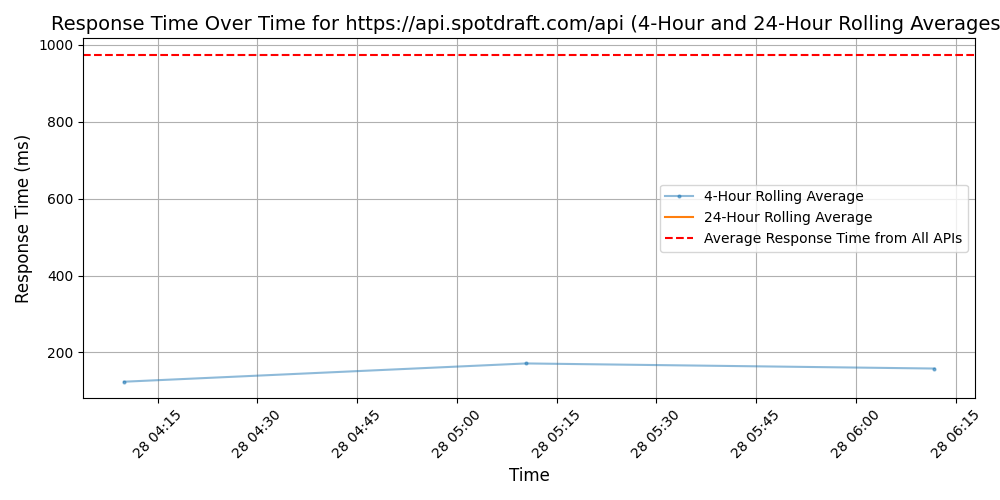 Response Time Over Time for https://api.spotdraft.com/api (4-Hour and 24-Hour Rolling Averages
Response Time (ms)
1000
800
600
400
200
4-Hour Rolling Average
24-Hour Rolling Average
Average Response Time from All APIs
28 04:15
28 04:30
28 04:45
28 05:00
28 05:15
28 05:30
28 05:45
28 06:00
28 06:15
Time